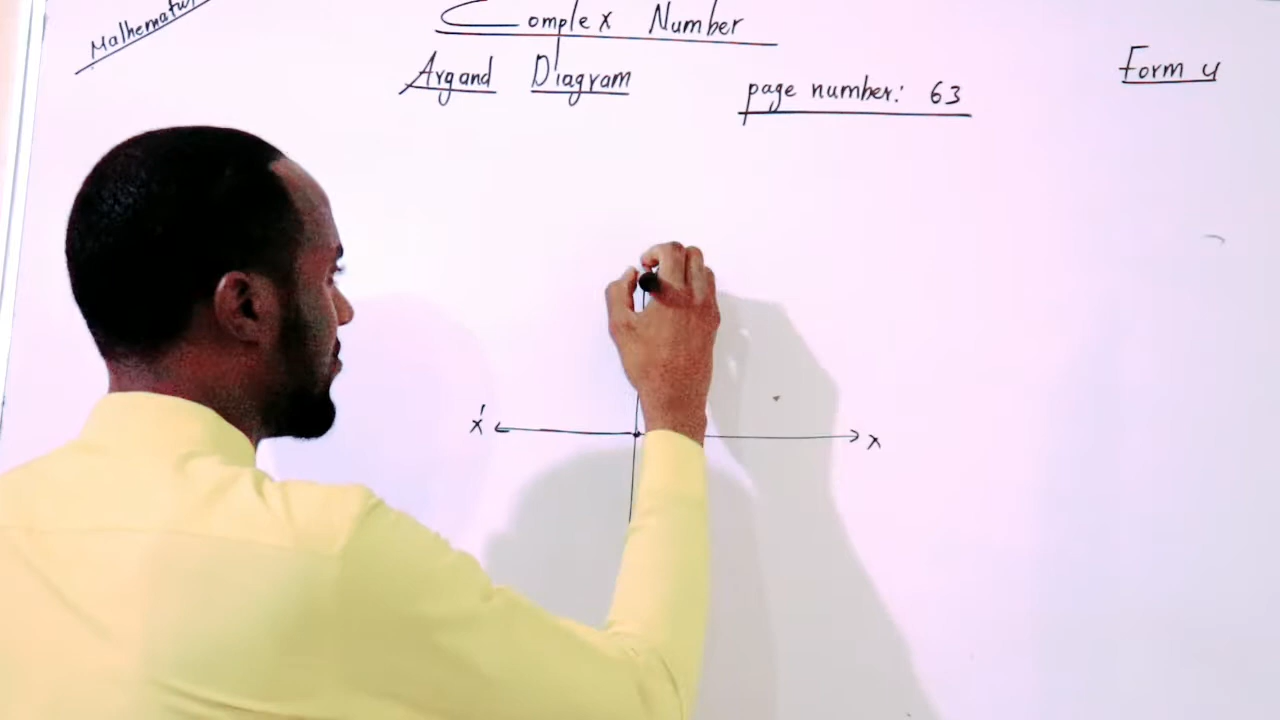 Complex Number
Argand Diagram
page number: 63
Form 4
x'
x